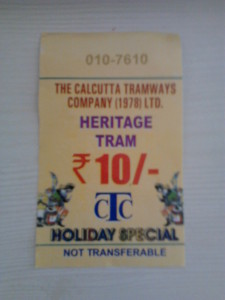 010-7610
THE CALCUTTA TRAMWAYS
COMPANY (1978) LTD.
HERITAGE
TRAM
₹10/-
CTC
HOLIDAY SPECIAL
NOT TRANSFERABLE